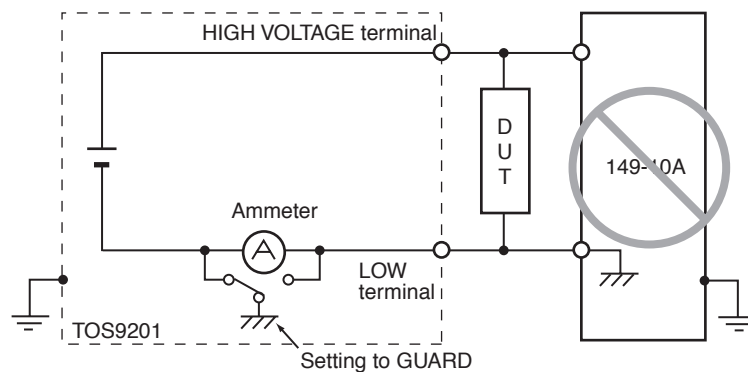 HIGH VOLTAGE terminal
D
U
T
149-10A
Ammeter
A
LOW
terminal
TOS9201
Setting to GUARD